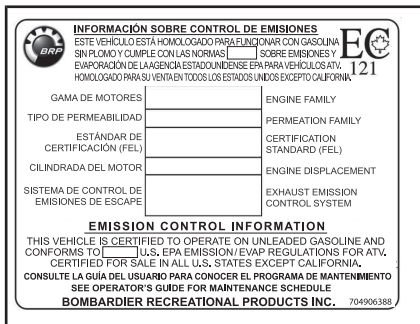 BRP
INFORMACIÓN SOBRE CONTROL DE EMISIONES
ESTE VEHÍCULO ESTÁ HOMOLOGADO PARA FUNCIONAR CON GASOLINA
SIN PLOMO Y CUMPLE CON LAS NORMAS SOBRE EMISIONES Y
EVAPORACIÓN DE LA AGENCIA ESTADOUNIDENSE EPA PARA VEHÍCULOS ATV.
HOMOLOGADO PARA SU VENTA EN TODOS LOS ESTADOS UNIDOS EXCEPTO CALIFORNIA.
EC
121
GAMA DE MOTORES ENGINE FAMILY
TIPO DE PERMEABILIDAD PERMEATION FAMILY
ESTÁNDAR DE CERTIFICATION
CERTIFICACIÓN (FEL) STANDARD (FEL)
CILINDRADA DEL MOTOR ENGINE DISPLACEMENT
SISTEMA DE CONTROL DE EXHAUST EMISSION
EMISIONES DE ESCAPE CONTROL SYSTEM
EMISSION CONTROL INFORMATION
THIS VEHICLE IS CERTIFIED TO OPERATE ON UNLEADED GASOLINE AND
CONFORMS TO U.S. EPA EMISSION/EVAP REGULATIONS FOR ATV.
CERTIFIED FOR SALE IN ALL U.S. STATES EXCEPT CALIFORNIA.
CONSULTE LA GUÍA DEL USUARIO PARA CONOCER EL PROGRAMA DE MANTENIMIENTO
SEE OPERATOR'S GUIDE FOR MAINTENANCE SCHEDULE
BOMBARDIER RECREATIONAL PRODUCTS INC. 704906388